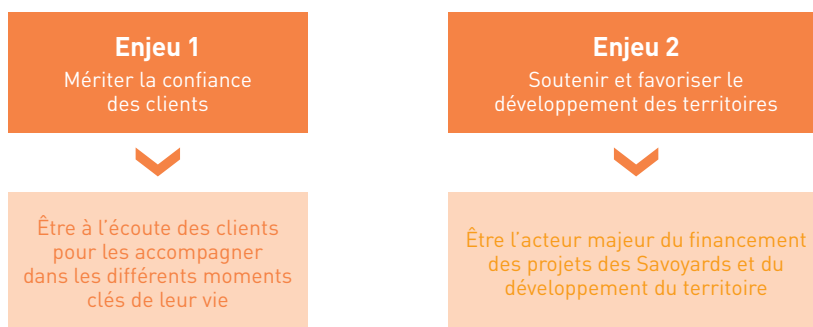 Enjeu 1
Mériter la confiance
des clients
Être à l'écoute des clients
pour les accompagner
dans les différents moments
clés de leur vie
Enjeu 2
Soutenir et favoriser le
développement des territoires
Être l'acteur majeur du financement
des projets des Savoyards et du
développement du territoire